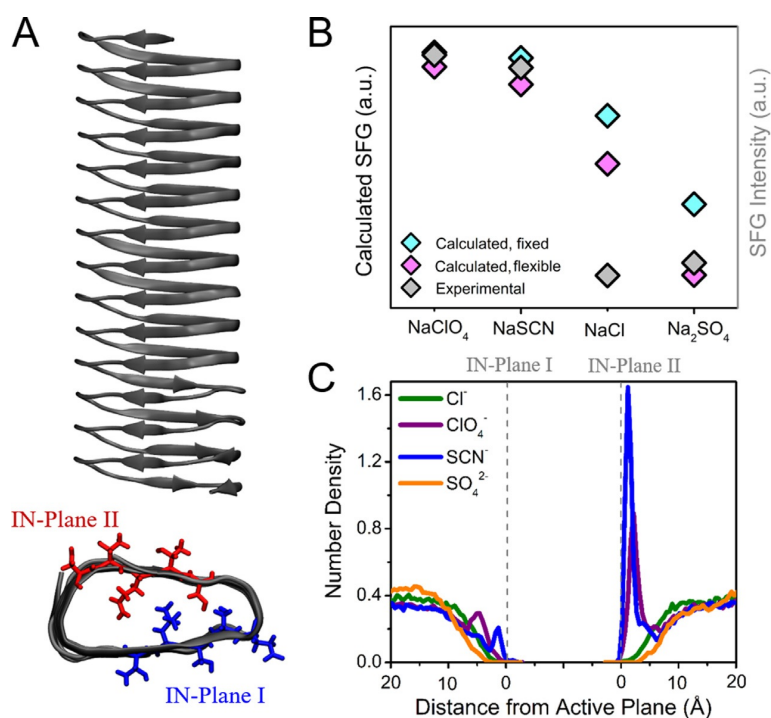 A
IN-Plane II
IN-Plane I
B
Calculated SFG (a.u.)
SFG Intensity (a.u.)
Calculated, fixed
Calculated, flexible
Experimental
NaClO₄
NaSCN
NaCl
Na₂SO₄
C
IN-Plane I
IN-Plane II
Cl⁻
ClO₄⁻
SCN⁻
SO₄²⁻
Number Density
1.6
1.2
0.8
0.4
0.0
20 10 0 0 10 20
Distance from Active Plane (Å)